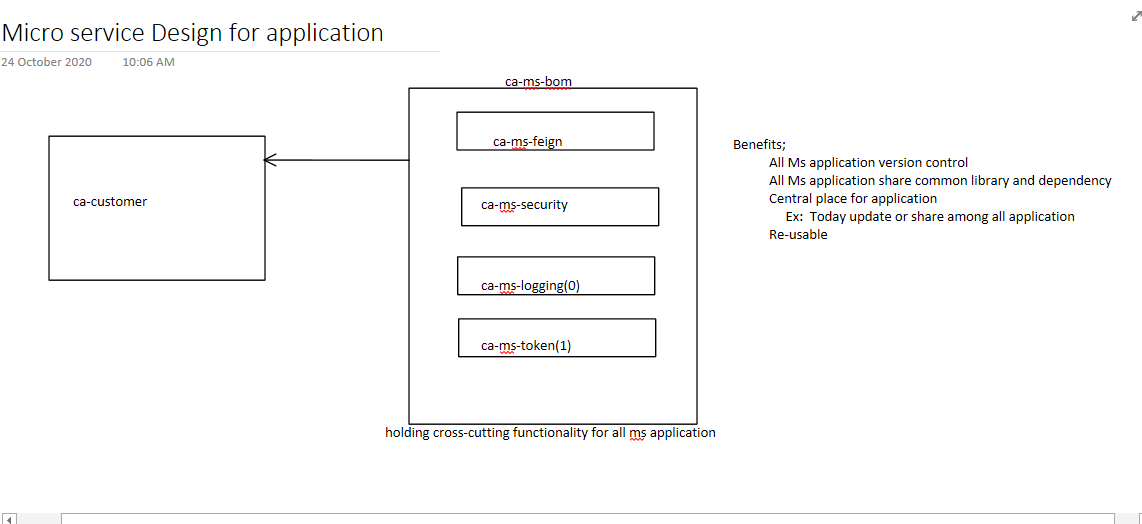 Micro service Design for application
24 October 2020 10:06 AM
ca-ms-bom
ca-ms-feign
ca-customer
ca-ms-security
ca-ms-logging(0)
ca-ms-token(1)
holding cross-cutting functionality for all ms application
Benefits;
All Ms application version control
All Ms application share common library and dependency
Central place for application
Ex: Today update or share among all application
Re-usable